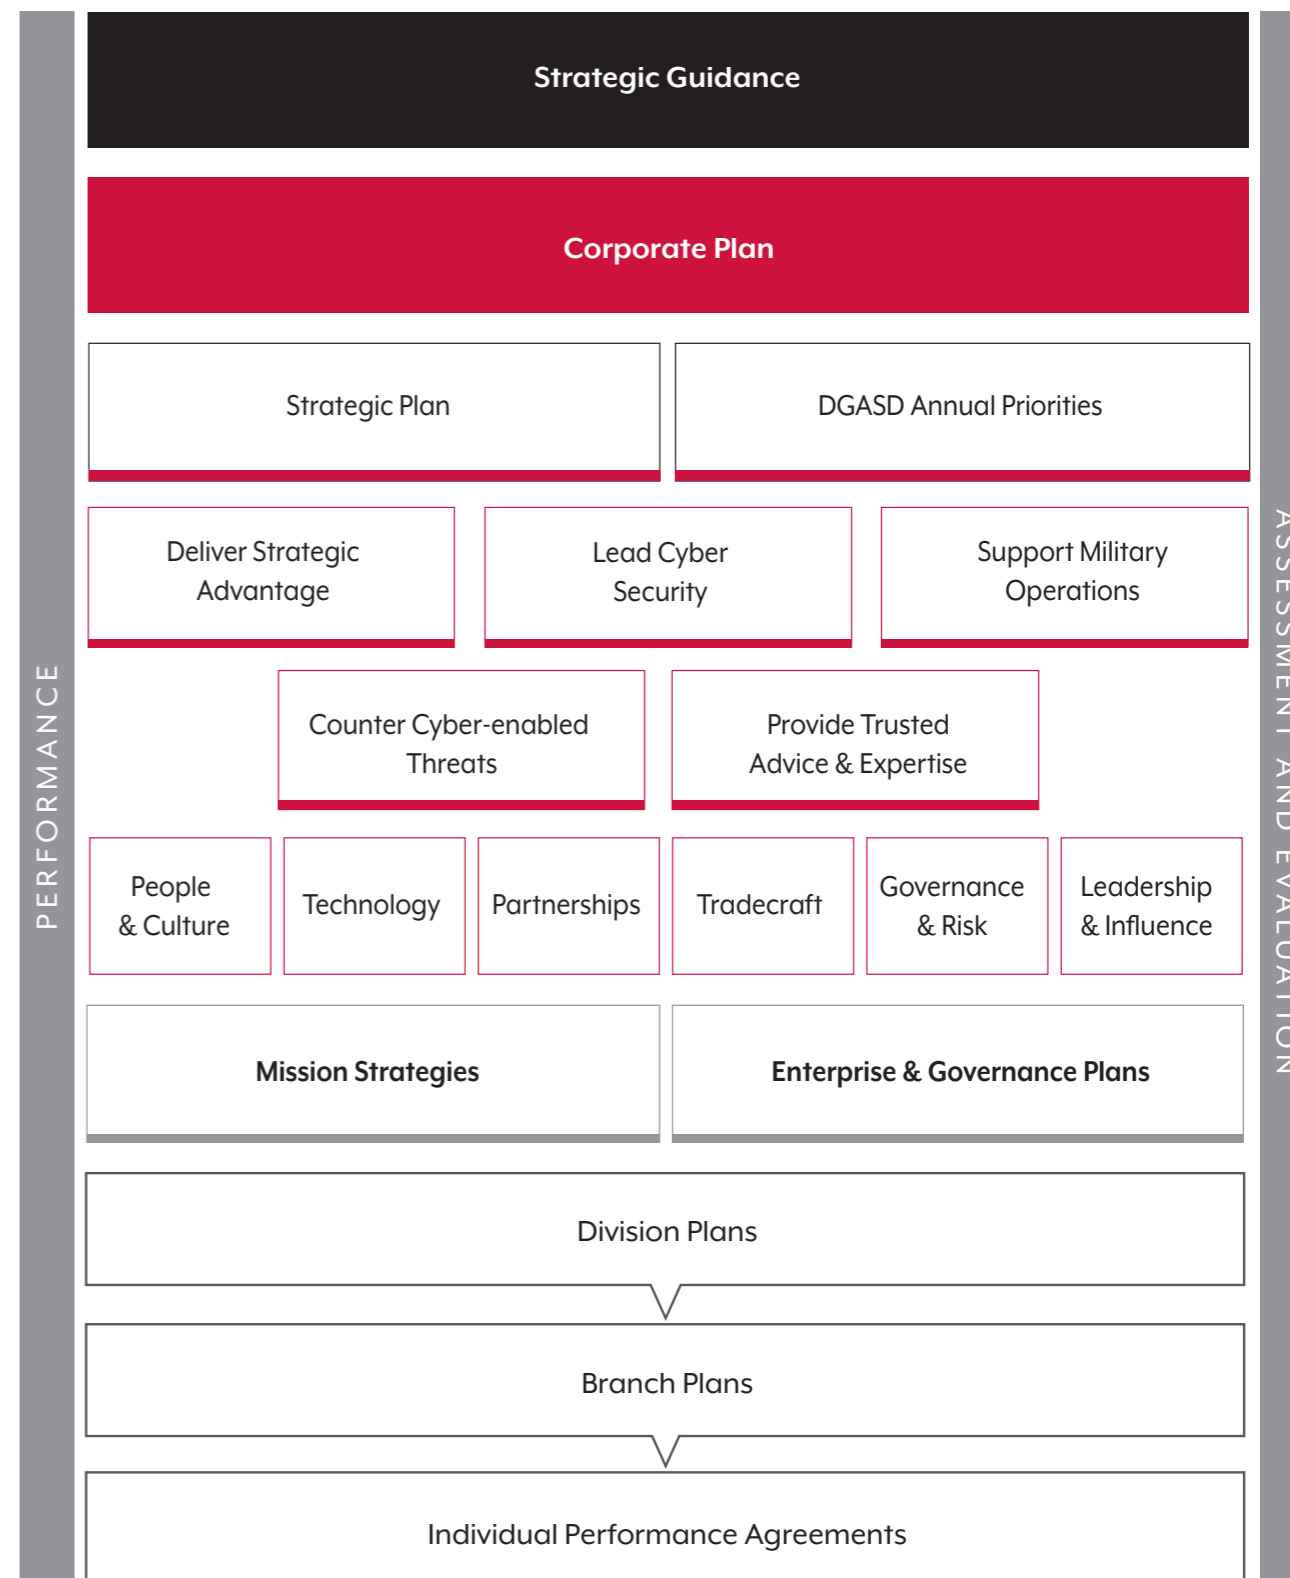 Strategic Guidance
Corporate Plan
Strategic Plan
DGASD Annual Priorities
Deliver Strategic
Advantage
Lead Cyber
Security
Support Military
Operations
Counter Cyber-enabled
Threats
Provide Trusted
Advice & Expertise
People
& Culture
Technology
Partnerships
Tradecraft
Governance
& Risk
Leadership
& Influence
Mission Strategies
Enterprise & Governance Plans
Division Plans
Branch Plans
Individual Performance Agreements
PERFORMANCE
ASSESSMENT AND EVALUATION